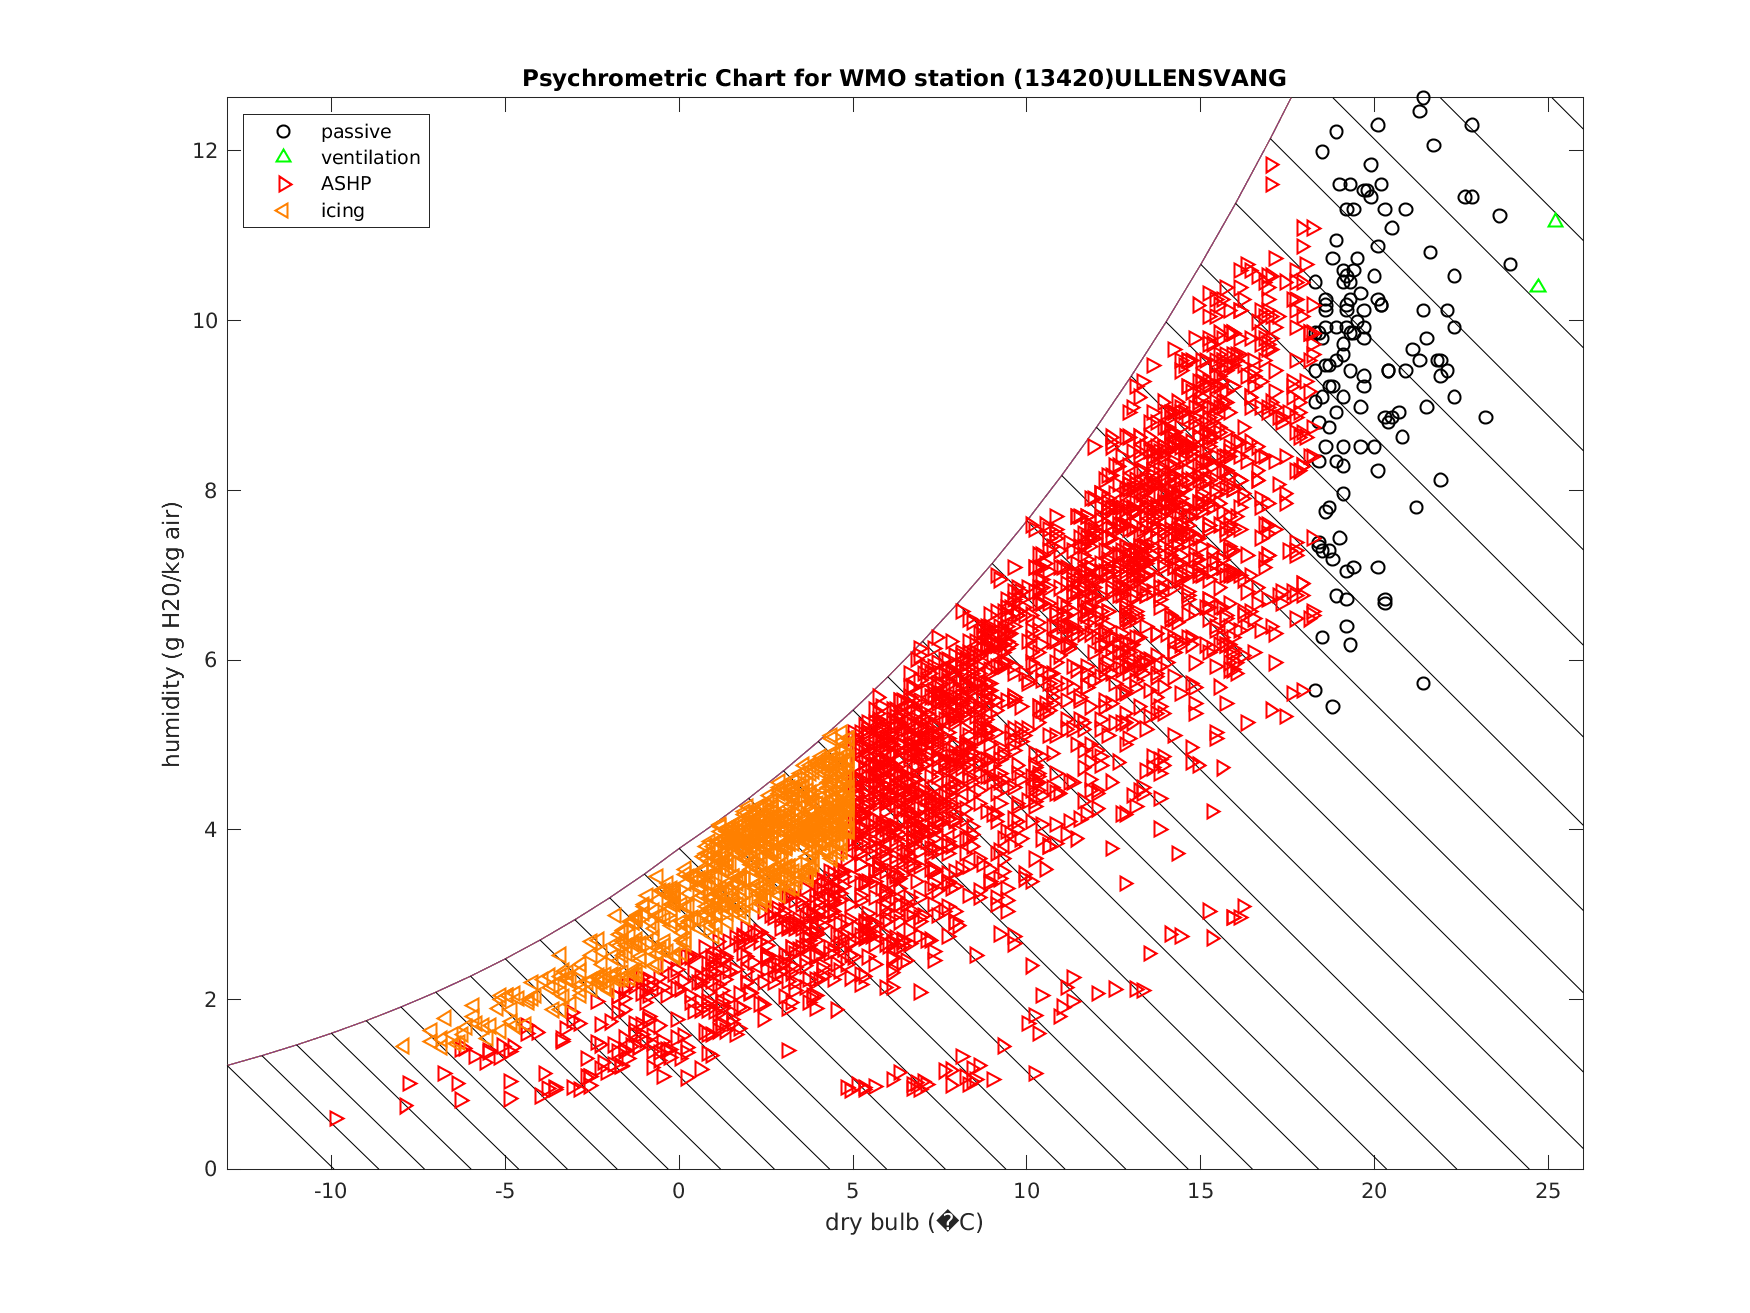 Psychrometric Chart for WMO station (13420)ULLENSVANG
passive
ventilation
ASHP
icing
12
10
8
6
4
2
0
humidity (g H20/kg air)
-10 -5 0 5 10 15 20 25
dry bulb (�C)